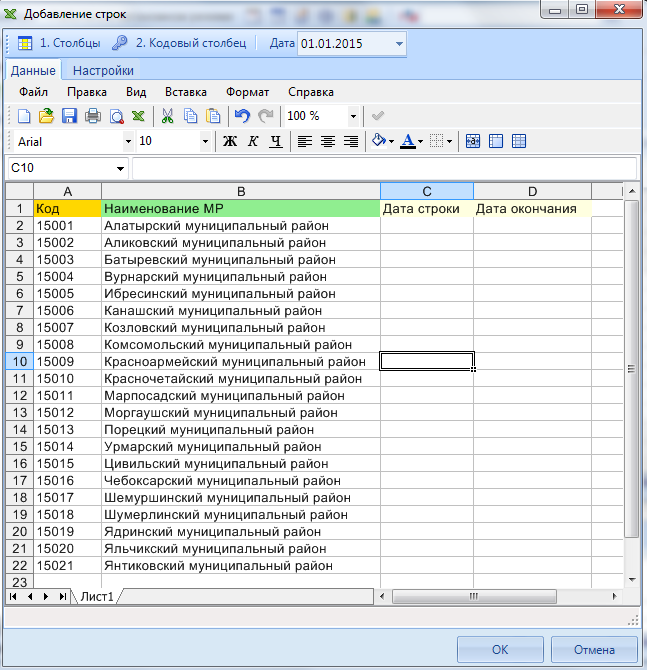 Добавление строк
1. Столбцы 2. Кодовый столбец Дата 01.01.2015
Данные Настройки
Файл Правка Вид Вставка Формат Справка
100 %
Arial 10 Ж К Ч A
C10
A B C D
1 Код Наименование МР Дата строки Дата окончания
2 15001 Алатырский муниципальный район
3 15002 Аликовский муниципальный район
4 15003 Батыревский муниципальный район
5 15004 Вурнарский муниципальный район
6 15005 Ибресинский муниципальный район
7 15006 Канашский муниципальный район
8 15007 Козловский муниципальный район
9 15008 Комсомольский муниципальный район
10 15009 Красноармейский муниципальный район
11 15010 Красночетайский муниципальный район
12 15011 Марпосадский муниципальный район
13 15012 Моргаушский муниципальный район
14 15013 Порецкий муниципальный район
15 15014 Урмарский муниципальный район
16 15015 Цивильский муниципальный район
17 15016 Чебоксарский муниципальный район
18 15017 Шемуршинский муниципальный район
19 15018 Шумерлинский муниципальный район
20 15019 Ядринский муниципальный район
21 15020 Яльчикский муниципальный район
22 15021 Янтиковский муниципальный район
23
Лист1
ОК Отмена